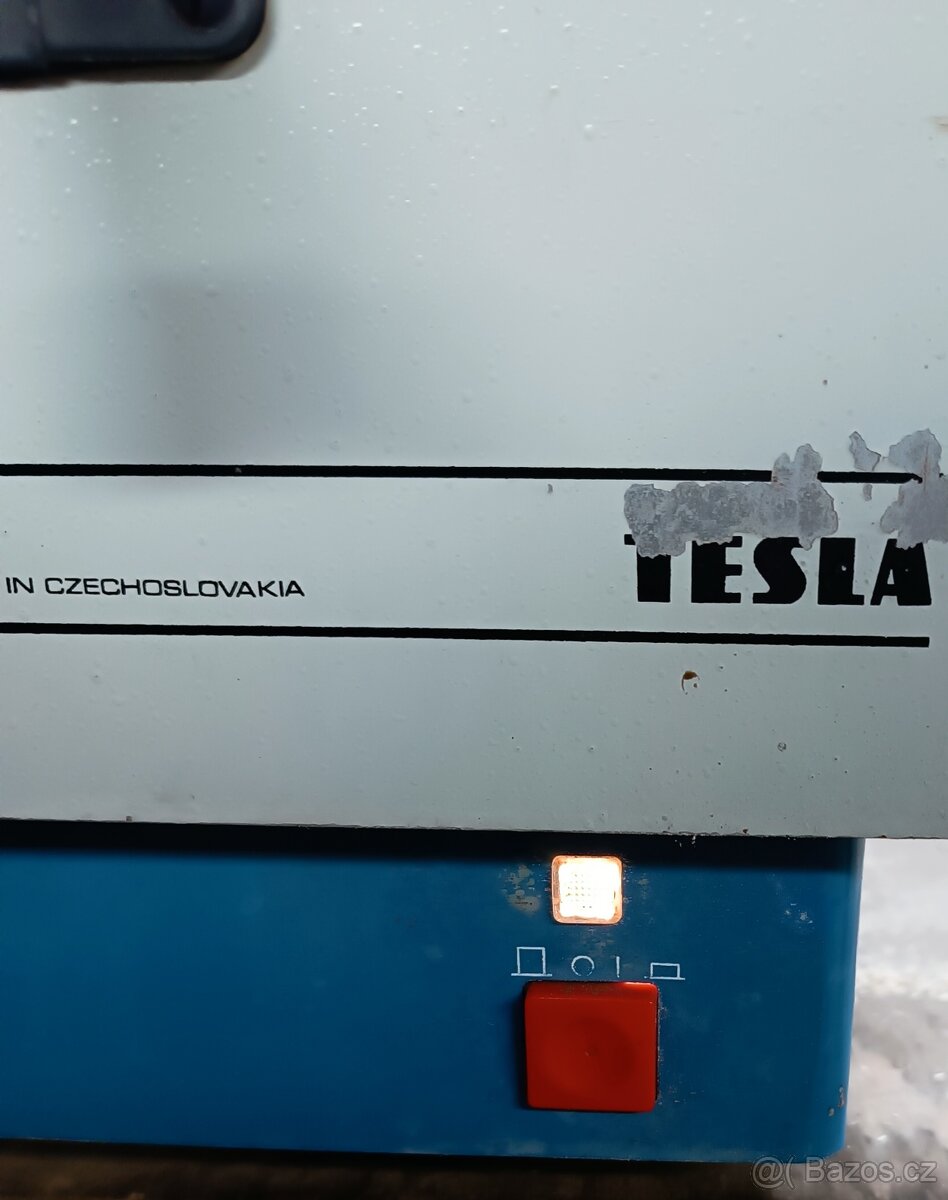 IN CZECHOSLOVAKIA
TESLA
@( Bazos.cz